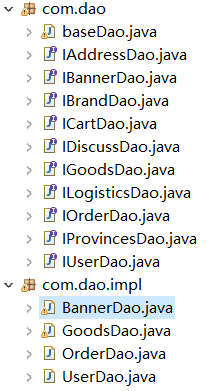 com.dao
baseDao.java
IAddressDao.java
IBannerDao.java
IBrandDao.java
ICartDao.java
IDiscussDao.java
IGoodsDao.java
ILogisticsDao.java
IOrderDao.java
IProvincesDao.java
IUserDao.java
com.dao.impl
BannerDao.java
GoodsDao.java
OrderDao.java
UserDao.java